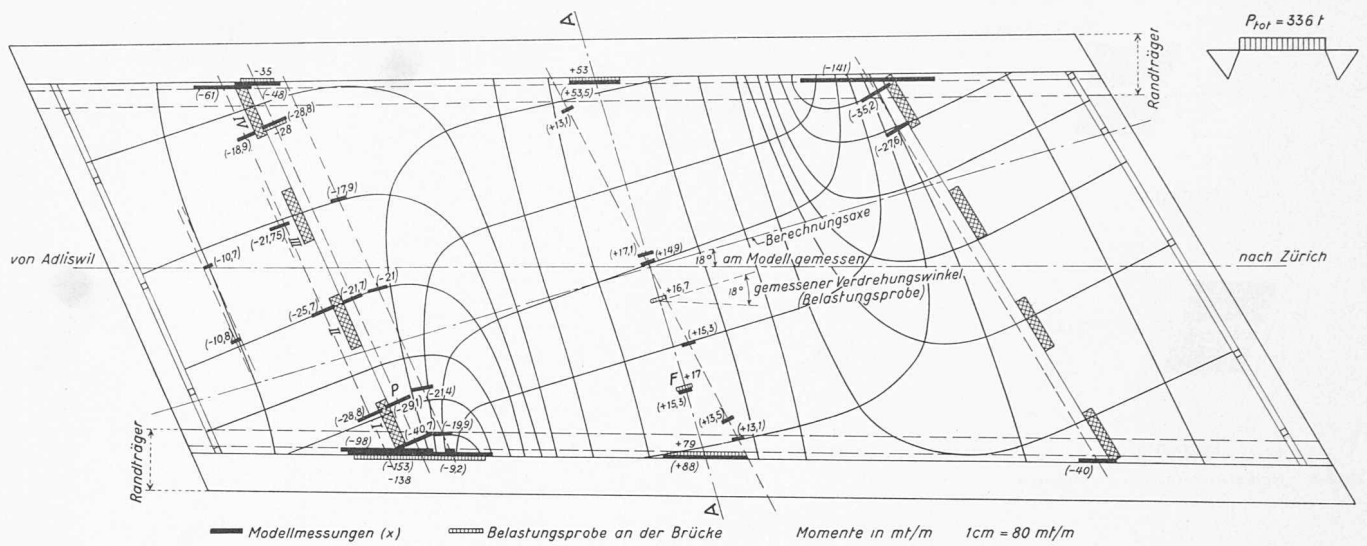 A
P_tot = 336 t
Randträger
-35
(-61)
(-48)
(-28,8)
-28
IV
(-18,9)
+53
(+53,5)
(+13,1)
(-141)
(-35,2)
(-27,6)
(-17,9)
(-21,75)
III
(-10,7)
(+17,1)
(+14,9)
Berechnungsaxe
18° am Modell gemessen
von Adliswil
nach Zürich
+16,7
18° gemessener Verdrehungswinkel
(Belastungsprobe)
(-21)
(-21,7)
(-25,7)
II
(-10,8)
(+15,3)
F +17
(+15,3)
P
(-21,4)
(-29,1)
(-28,8)
I
(-40,7)
(-19,9)
(-98)
(-9,2)
(-153)
-138
(+13,5)
(+13,1)
+79
(+88)
(-40)
Randträger
A
Modellmessungen (x)
Belastungsprobe an der Brücke
Momente in mt/m
1cm = 80 mt/m